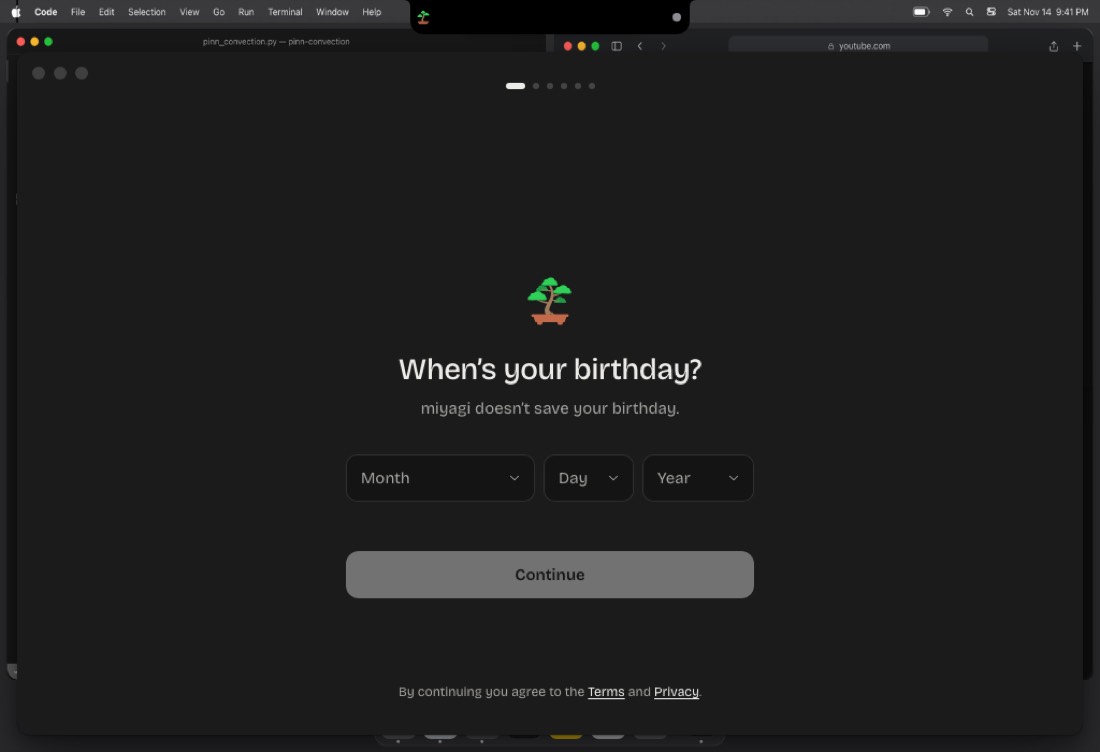 Code File Edit Selection View Go Run Terminal Window Help
Sat Nov 14 9:41 PM
pinn_convection.py — pinn-convection
youtube.com
When's your birthday?
miyagi doesn't save your birthday.
Month
Day
Year
Continue
By continuing you agree to the Terms and Privacy.